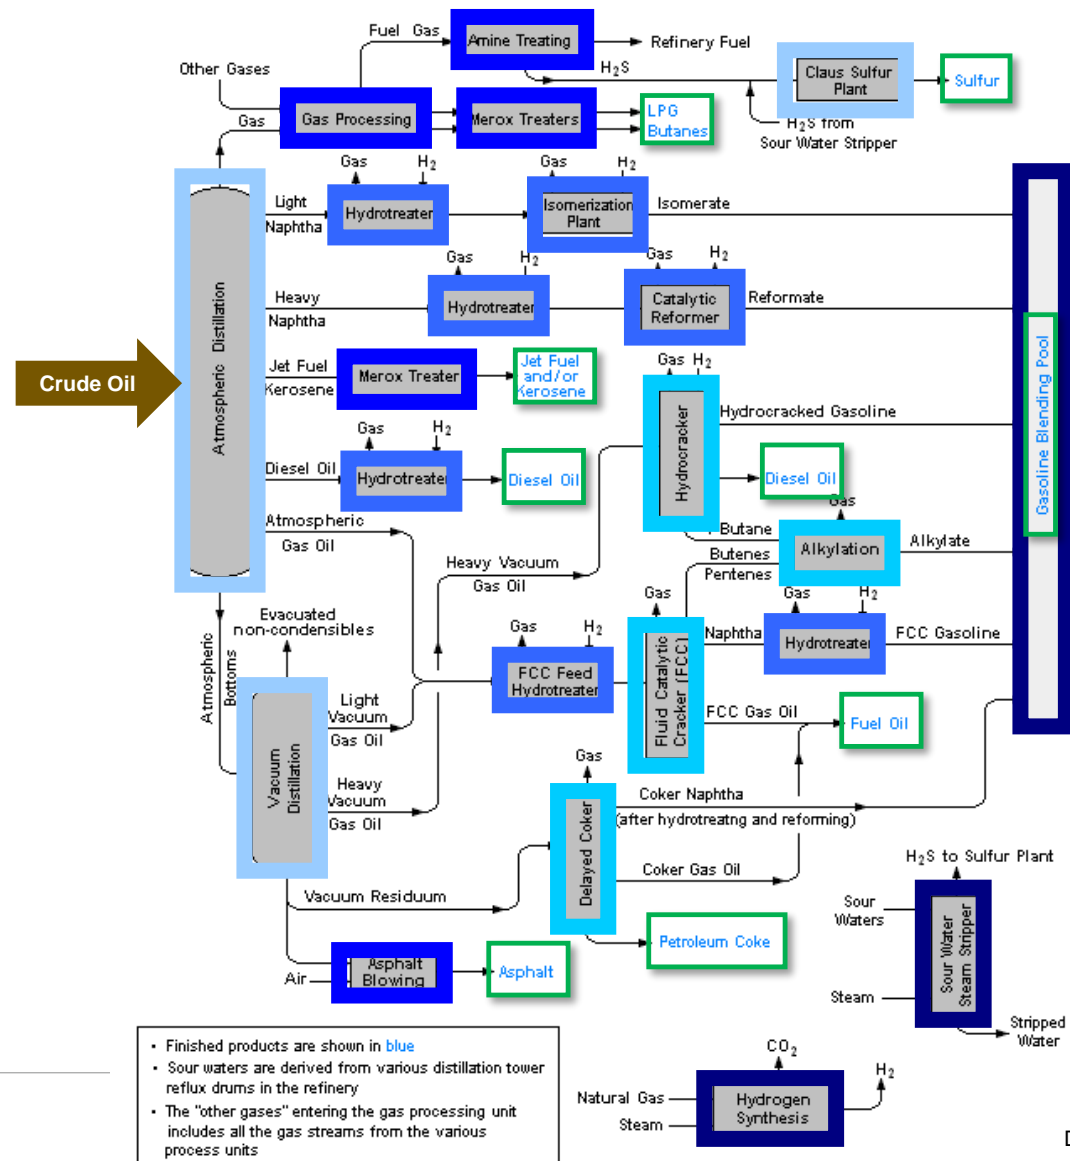 Fuel Gas
Amine Treating
Refinery Fuel
H2S
Claus Sulfur
Plant
Sulfur
Other Gases
Gas
Gas Processing
Merox Treaters
LPG
Butanes
H2S from
Sour Water Stripper
Gas
H2
Light
Naphtha
Hydrotreater
Gas
H2
Isomerization
Plant
Isomerate
Gas
H2
Heavy
Naphtha
Hydrotreater
Gas
H2
Catalytic
Reformer
Reformate
Crude Oil
Atmospheric Distillation
Jet Fuel
Kerosene
Merox Treater
Jet Fuel
and/or
Kerosene
Gas
H2
Hydrocracker
Hydrocracked Gasoline
Gasoline Blending Pool
Gas
H2
Diesel Oil
Hydrotreater
Diesel Oil
Diesel Oil
Atmospheric
Gas Oil
Gas
Butane
Butenes
Pentenes
Alkylation
Alkylate
Heavy Vacuum
Gas Oil
Evacuated
non-condensibles
Atmospheric
Bottoms
Gas
H2
FCC Feed
Hydrotreater
Gas
Fluid Catalytic
Cracker (FCC)
Naphtha
Gas
H2
Hydrotreater
FCC Gasoline
Light
Vacuum
Gas Oil
FCC Gas Oil
Fuel Oil
Vacuum
Distillation
Heavy
Vacuum
Gas Oil
Gas
Delayed Coker
Coker Naphtha
(after hydrotreatng and reforming)
Coker Gas Oil
Vacuum Residuum
Petroleum Coke
Air
Asphalt
Blowing
Asphalt
H2S to Sulfur Plant
Sour
Waters
Sour Water
Steam Stripper
Steam
Stripped
Water
• Finished products are shown in blue
• Sour waters are derived from various distillation tower
reflux drums in the refinery
• The "other gases" entering the gas processing unit
includes all the gas streams from the various
process units
CO2
H2
Natural Gas
Steam
Hydrogen
Synthesis